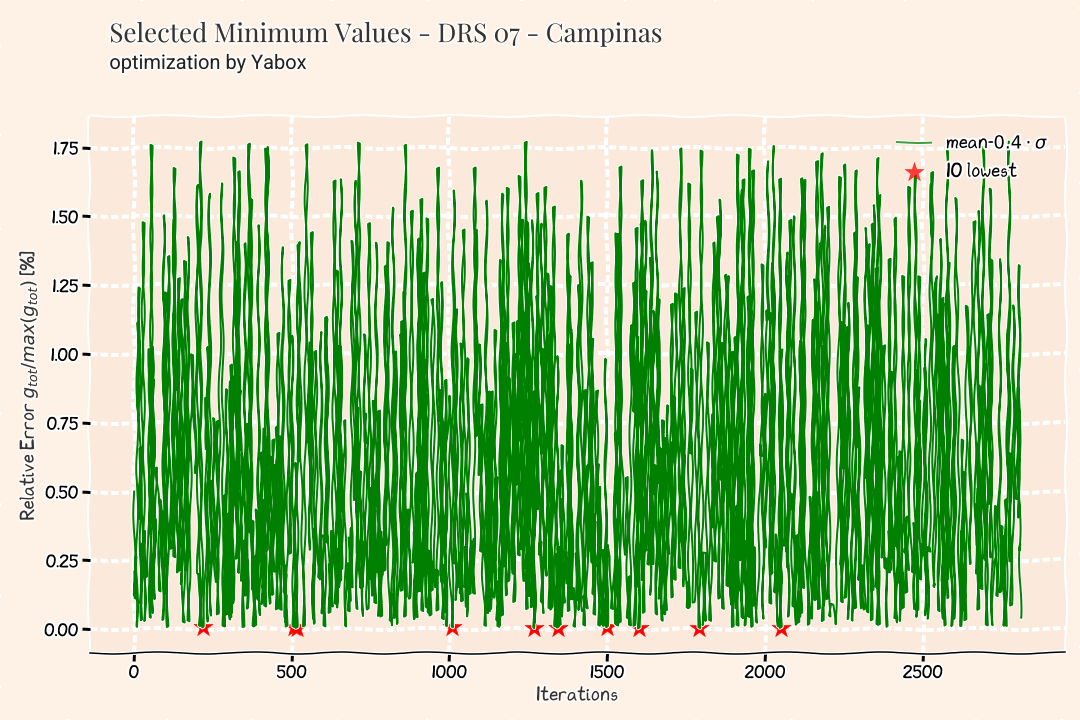 Selected Minimum Values - DRS 07 - Campinas
optimization by Yabox
mean-0.4 · σ
10 lowest
Relative Error g_tot/max(g_tot) [%]
1.75
1.50
1.25
1.00
0.75
0.50
0.25
0.00
0 500 1000 1500 2000 2500
Iterations